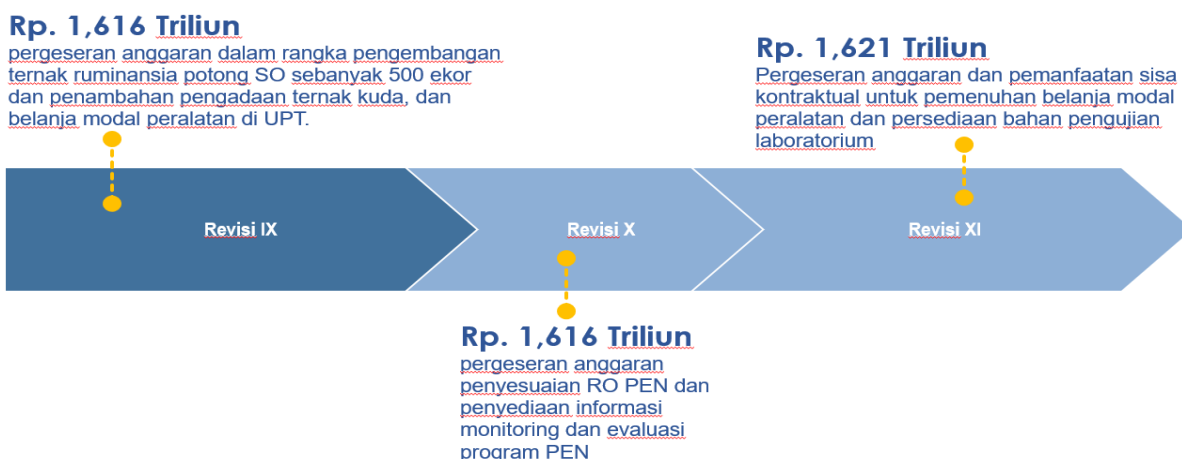 Rp. 1,616 Triliun
pergeseran anggaran dalam rangka pengembangan
ternak ruminansia potong SO sebanyak 500 ekor
dan penambahan pengadaan ternak kuda, dan
belanja modal peralatan di UPT.
Rp. 1,621 Triliun
Pergeseran anggaran dan pemanfaatan sisa
kontraktual untuk pemenuhan belanja modal
peralatan dan persediaan bahan pengujian
laboratorium
Revisi IX
Revisi X
Revisi XI
Rp. 1,616 Triliun
pergeseran anggaran
penyesuaian RO PEN dan
penyediaan informasi
monitoring dan evaluasi
program PEN